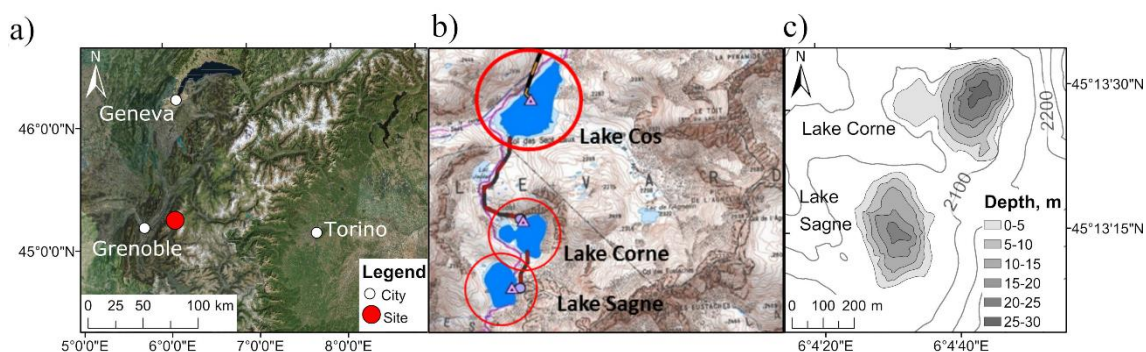 a)
N
Geneva
46°0'0"N
45°0'0"N
Grenoble
Torino
Legend
City
Site
0 25 50 100 km
5°0'0"E 6°0'0"E 7°0'0"E 8°0'0"E
b)
Lake Cos
L E V A R D
Lake Corne
Lake Sagne
c)
N
45°13'30"N
2200
Lake Corne
Lake
Sagne
2100
45°13'15"N
Depth, m
0-5
5-10
10-15
15-20
20-25
25-30
0 100 200 m
6°4'20"E 6°4'40"E